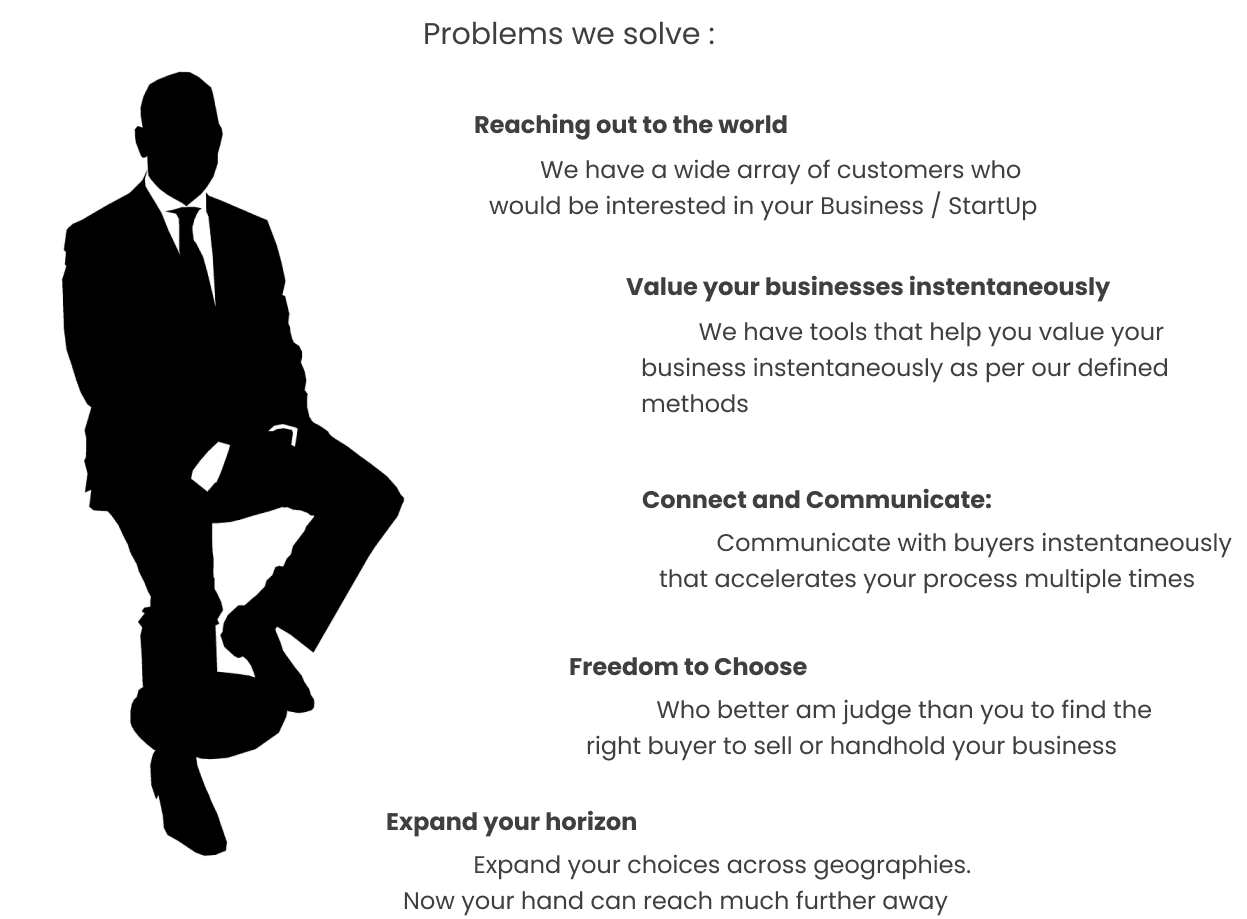 Problems we solve :
Reaching out to the world
We have a wide array of customers who
would be interested in your Business / StartUp
Value your businesses instentaneously
We have tools that help you value your
business instentaneously as per our defined
methods
Connect and Communicate:
Communicate with buyers instentaneously
that accelerates your process multiple times
Freedom to Choose
Who better am judge than you to find the
right buyer to sell or handhold your business
Expand your horizon
Expand your choices across geographies.
Now your hand can reach much further away